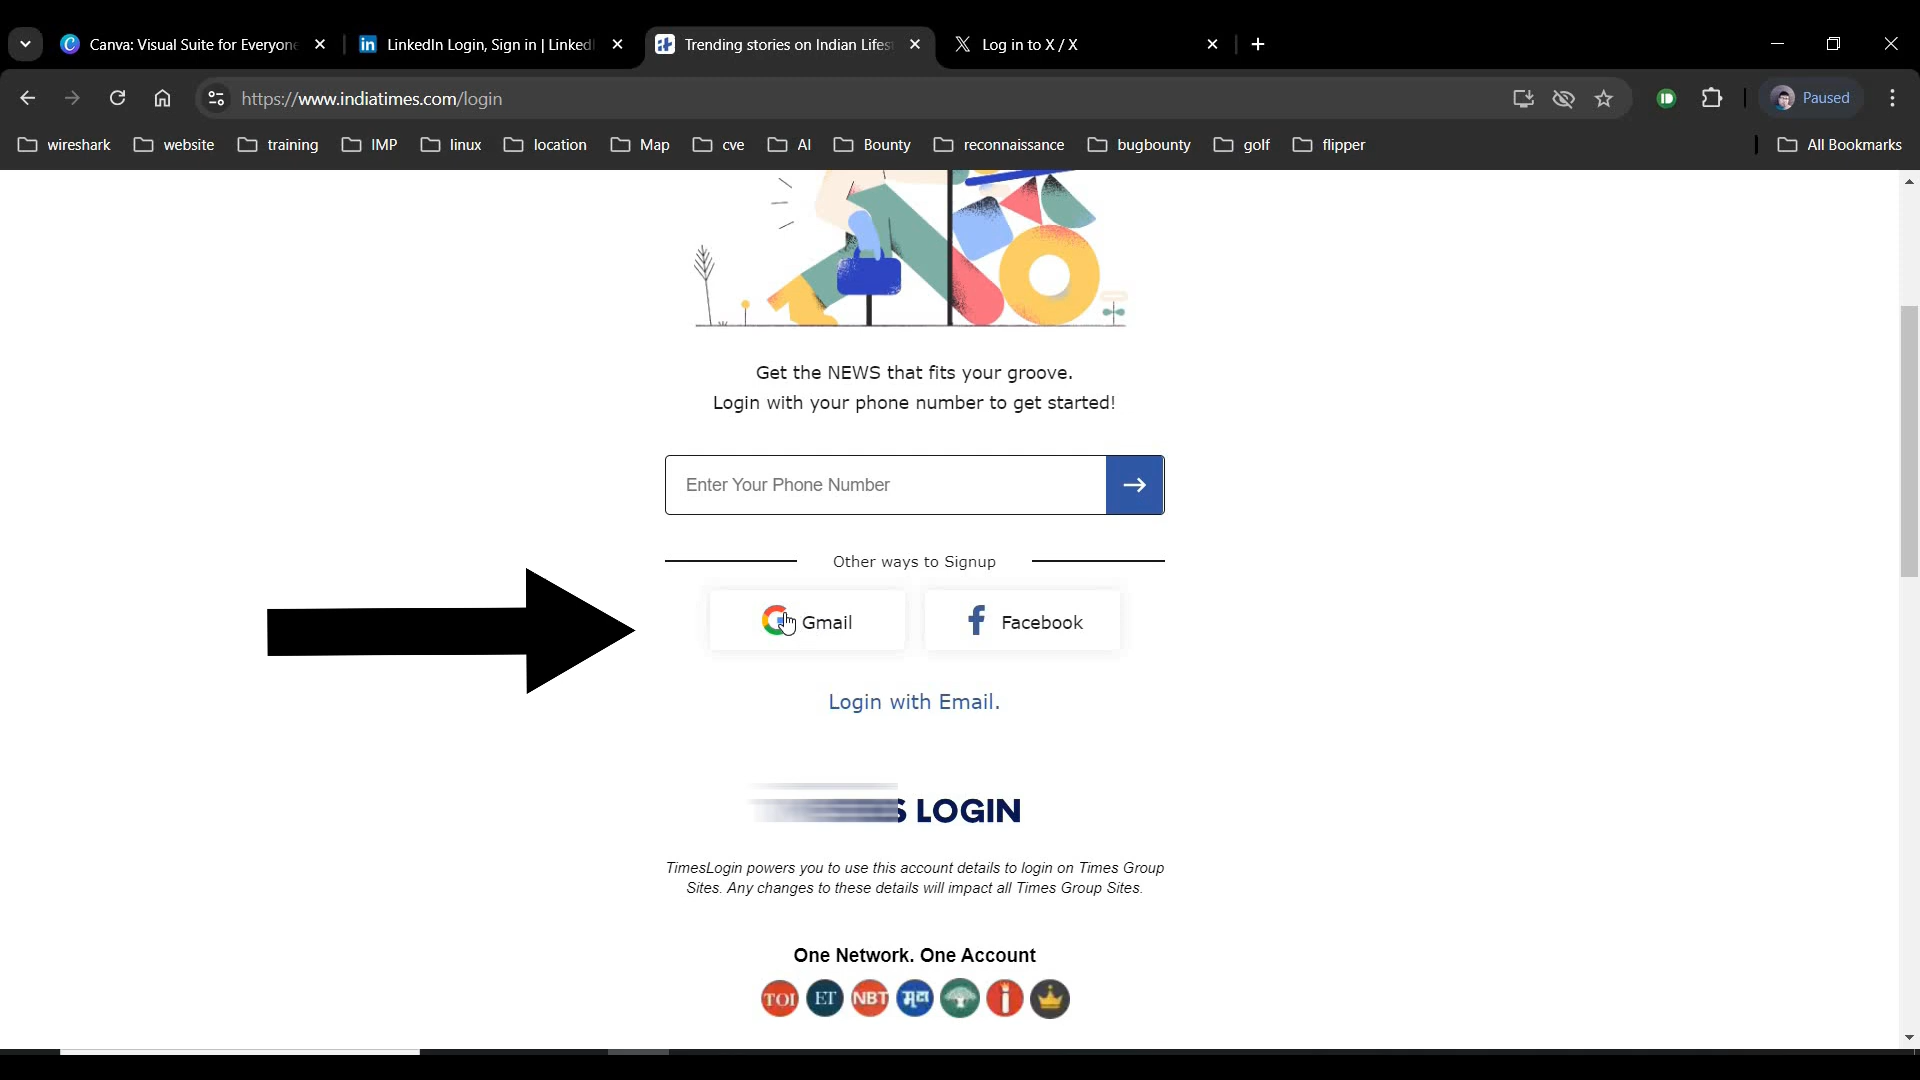 Canva: Visual Suite for Everyone
LinkedIn Login, Sign in | LinkedI
Trending stories on Indian Lifes
Log in to X / X
https://www.indiatimes.com/login
Paused
wireshark
website
training
IMP
linux
location
Map
cve
AI
Bounty
reconnaissance
bugbounty
golf
flipper
All Bookmarks
Get the NEWS that fits your groove.
Login with your phone number to get started!
Enter Your Phone Number
Other ways to Signup
Gmail
Facebook
Login with Email.
S LOGIN
TimesLogin powers you to use this account details to login on Times Group
Sites. Any changes to these details will impact all Times Group Sites.
One Network. One Account
TOI
ET
NBT
मटा